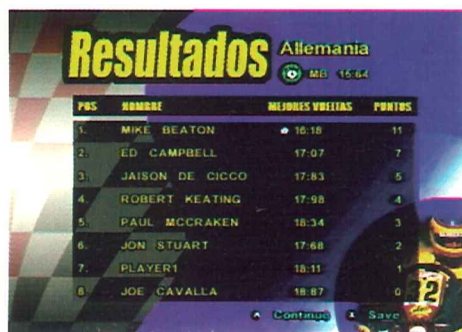 Resultados
Allemania
MB 15:64
POS NOMBRE MEJORES VUELTAS PUNTOS
1. MIKE BEATON 16:18 11
2. ED CAMPBELL 17:07 7
3. JAISON DE CICCO 17:83 5
4. ROBERT KEATING 17:98 4
5. PAUL MCCRAKEN 18:34 3
6. JON STUART 17:68 2
7. PLAYER1 18:11 1
8. JOE CAVALLA 18:87 0
32
A Continue X Save